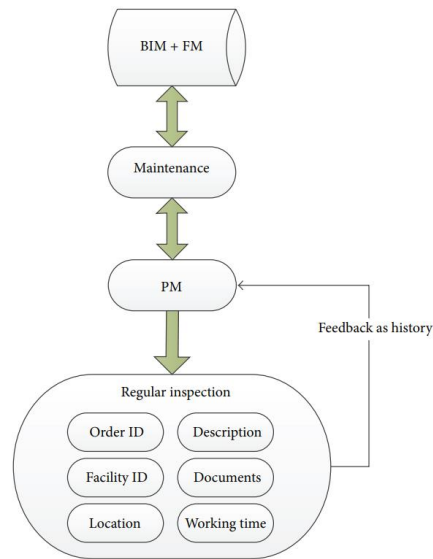 BIM + FM
Maintenance
PM
Feedback as history
Regular inspection
Order ID
Description
Facility ID
Documents
Location
Working time